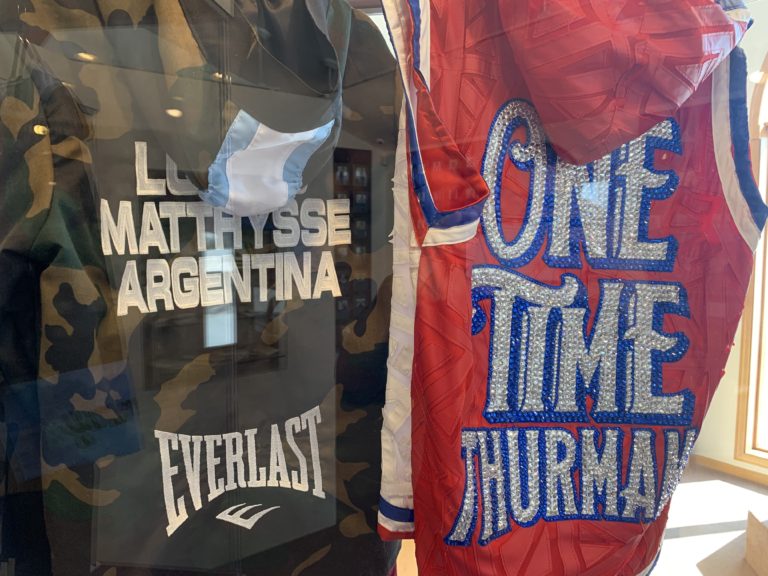 MATTHYSSE
ARGENTINA
EVERLAST
ONE
TIME
THURMAN